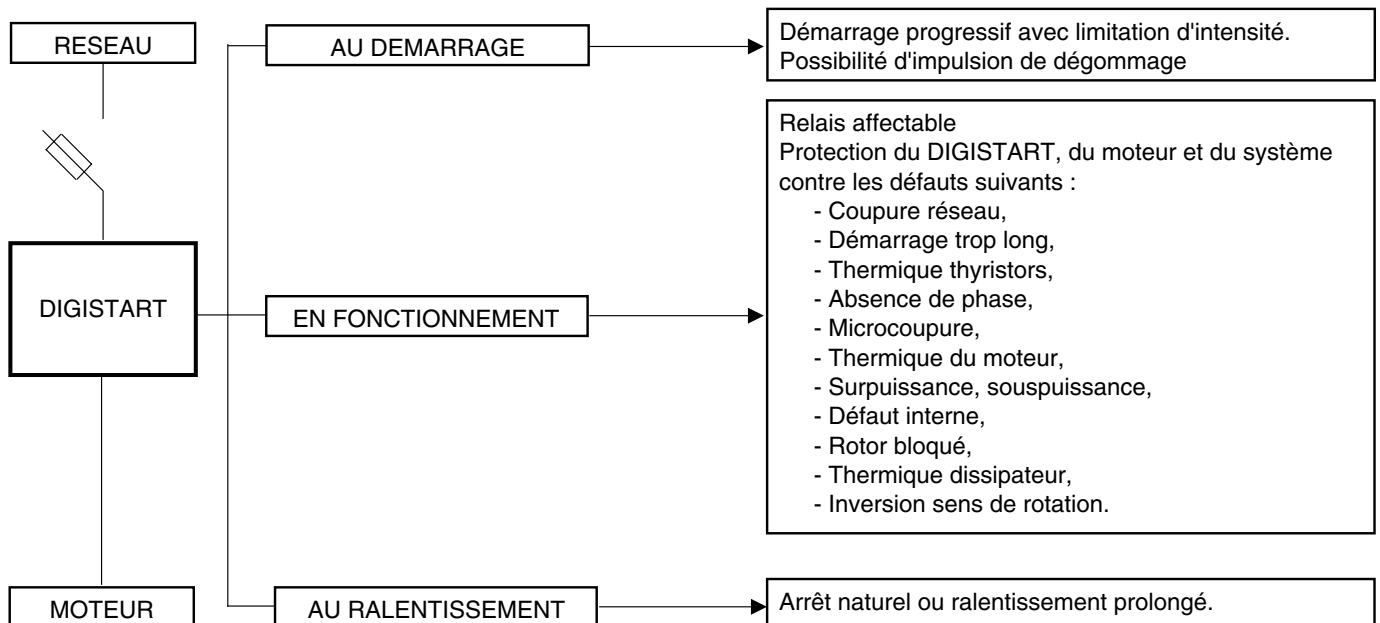 RESEAU
AU DEMARRAGE
Démarrage progressif avec limitation d'intensité.
Possibilité d'impulsion de dégommage
DIGISTART
EN FONCTIONNEMENT
Relais affectable
Protection du DIGISTART, du moteur et du système
contre les défauts suivants :
- Coupure réseau,
- Démarrage trop long,
- Thermique thyristors,
- Absence de phase,
- Microcoupure,
- Thermique du moteur,
- Surpuissance, souspuissance,
- Défaut interne,
- Rotor bloqué,
- Thermique dissipateur,
- Inversion sens de rotation.
MOTEUR
AU RALENTISSEMENT
Arrêt naturel ou ralentissement prolongé.